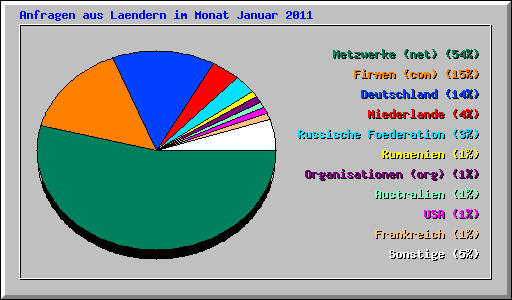 Anfragen aus Laendern im Monat Januar 2011
Netzwerke (net) (54%)
Firmen (com) (15%)
Deutschland (14%)
Niederlande (4%)
Russische Foederation (3%)
Rumaenien (1%)
Organisationen (org) (1%)
Australien (1%)
USA (1%)
Frankreich (1%)
Sonstige (5%)